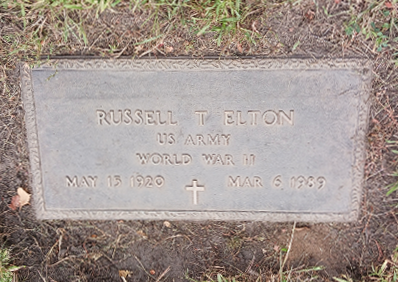 RUSSELL T ELTON
US ARMY
WORLD WAR II
MAY 15 1920 MAR 6 1989